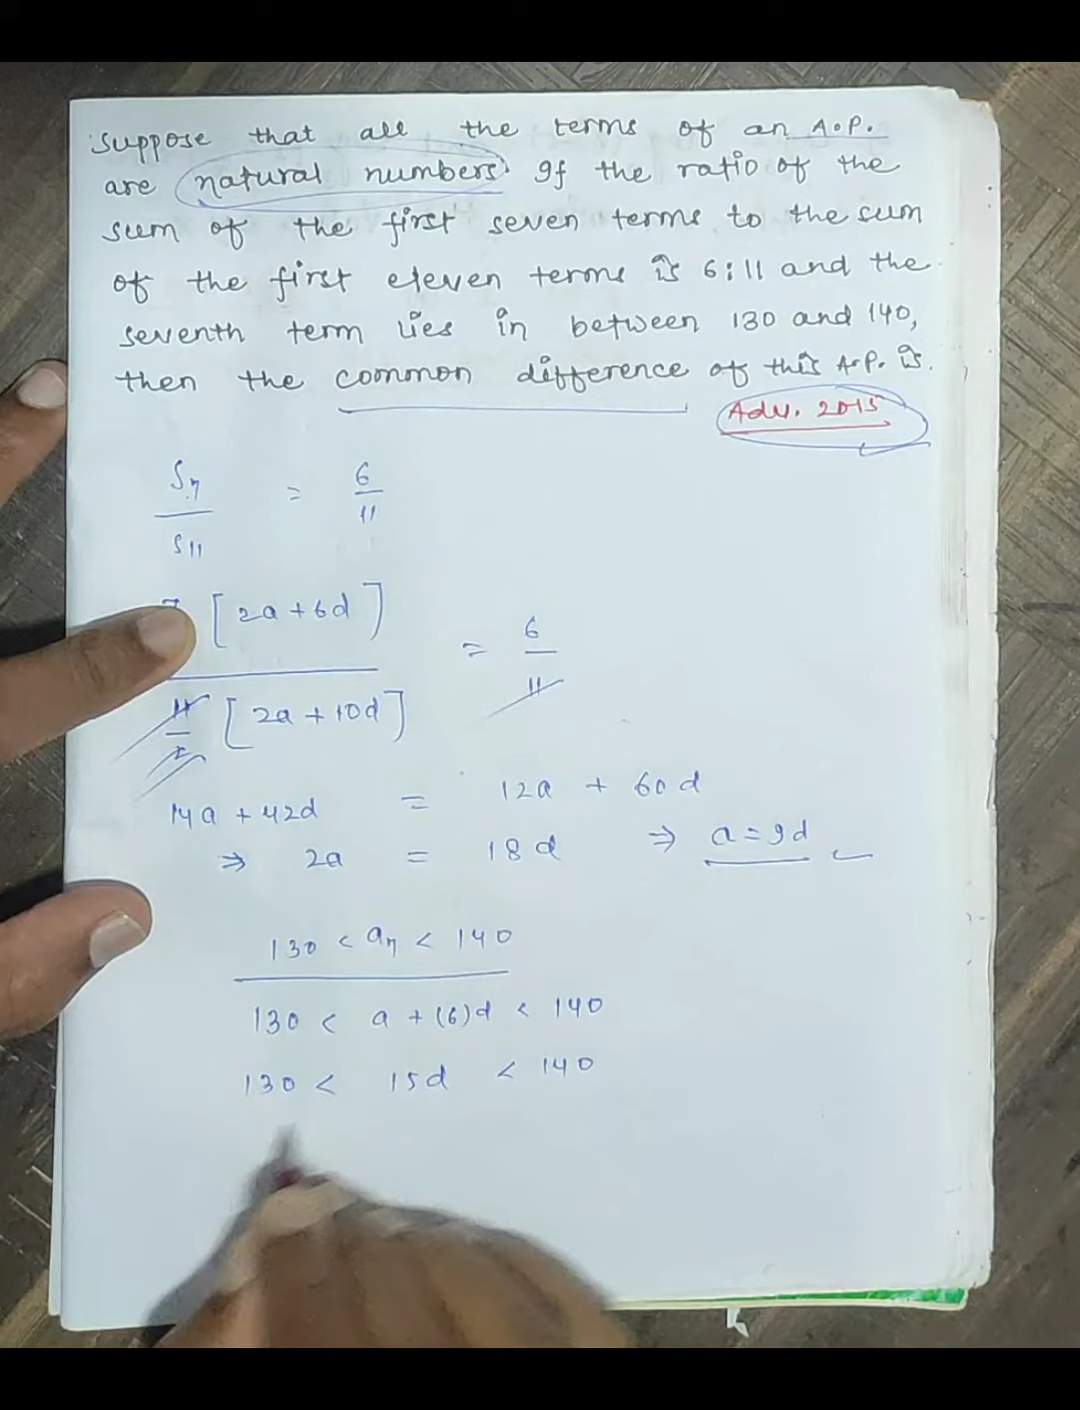 Suppose that all the terms of an A.P.
are natural numbers. If the ratio of the
sum of the first seven terms to the sum
of the first eleven terms is 6:11 and the
seventh term lies in between 130 and 140,
then the common difference of this A.P. is.
Adv. 2015
S7 / S11 = 6 / 11
[2a + 6d] / 11/2 [2a + 10d] = 6 / 11
14a + 42d = 12a + 60d
⇒ 2a = 18d ⇒ a = 9d
130 < a7 < 140
130 < a + (6)d < 140
130 < 15d < 140